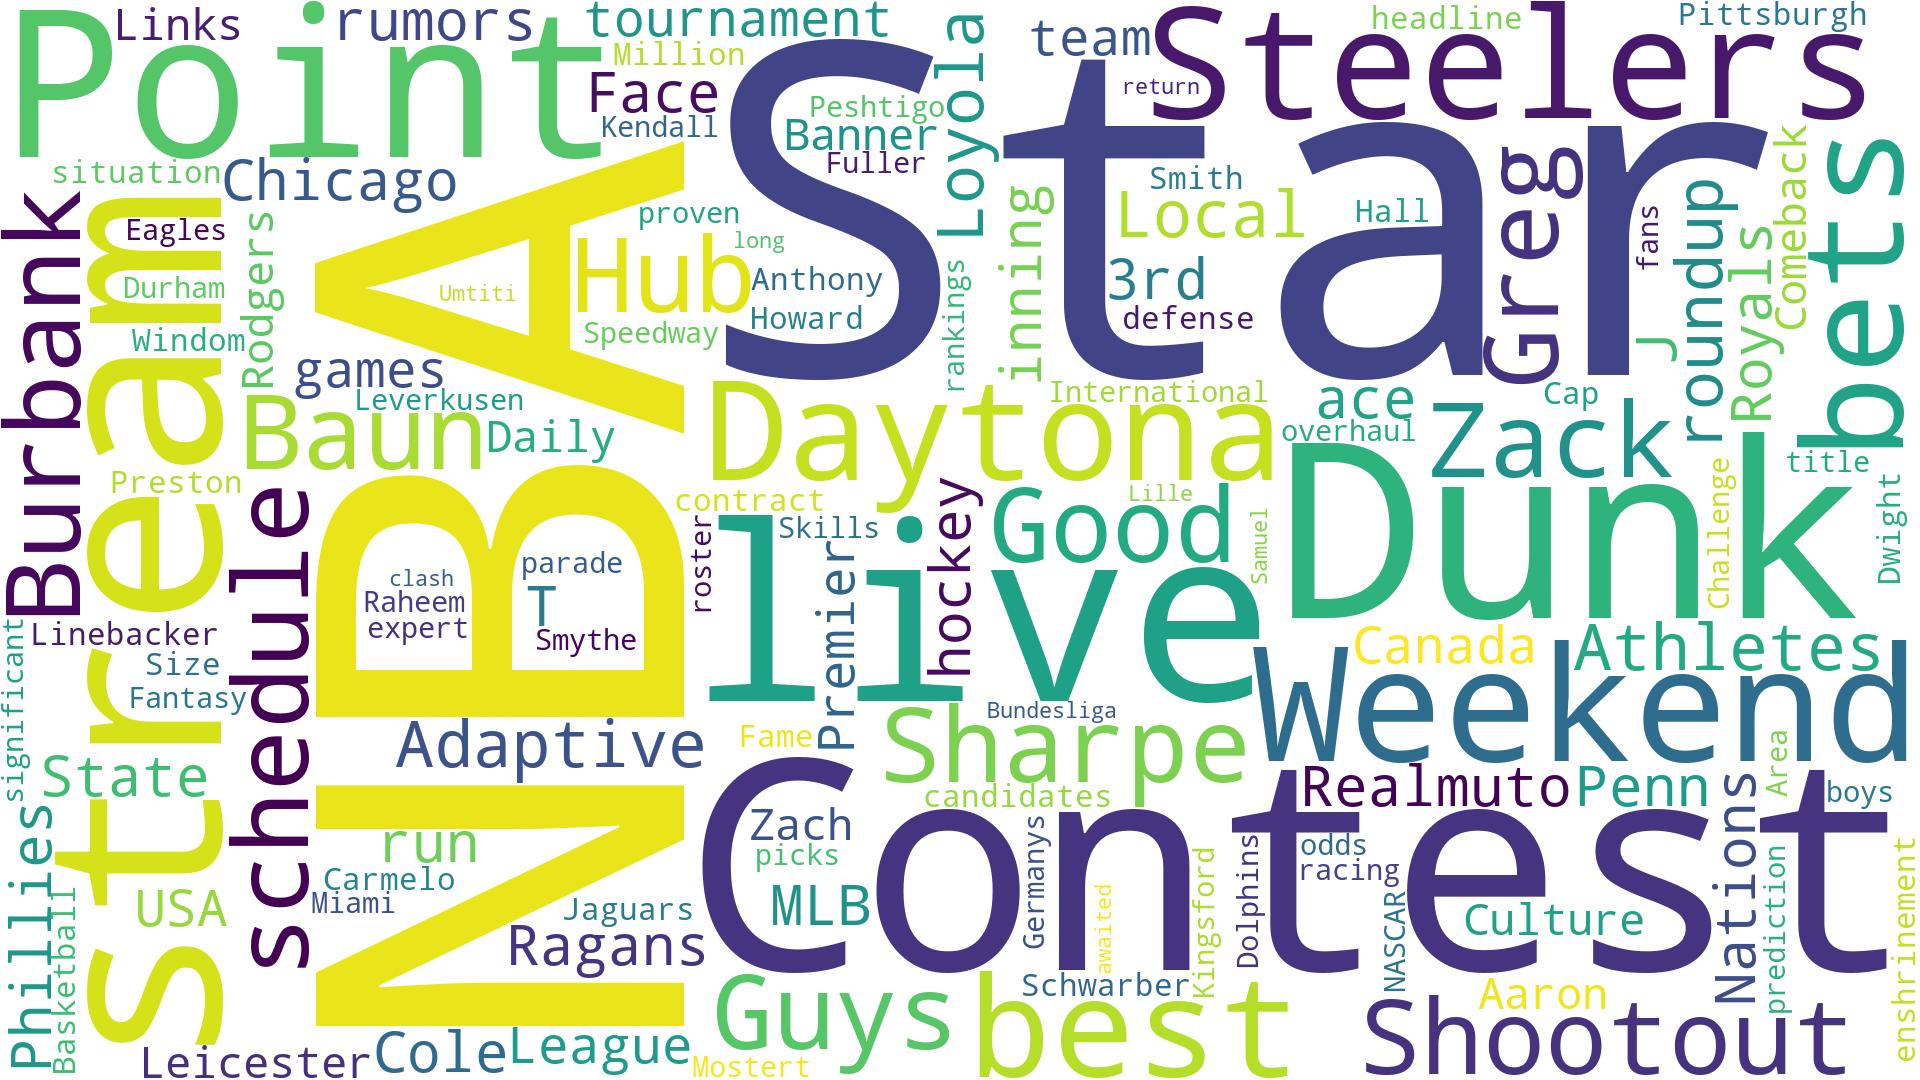 Point
Links
rumors
tournament
Million
Face
Kendall
Star
Peshtigo
Banner
Fuller
Loyola
team
return
Steelers
headline
Pittsburgh
situation
Chicago
NBA
proven
Hub
long
Anthony
Howard
Speedway
Umtiti
Smith
Local
Hall
3rd
defense
inning
rankings
Greg
fans
J
roundup
Royals
Comeback
bets
Burbank
stream
Eagles
Durham
Windom
Rodgers
games
Leverkusen
Baun
Daily
Daytona
International
ace
overhaul
Zack
Cap
title
Preston
schedule
contract
live
Skills
Premier
roster
hockey
Good
Lille
Samuel
Dunk
Challenge
Dwight
clash
Raheem
expert
parade
T
Smythe
Linebacker
Size
Fantasy
significant
State
Adaptive
Fame
Bundesliga
Sharpe
candidates
Canada
Athletes
Weekend
Realmuto
Penn
Nations
Area
boys
Phillies
Basketball
USA
run
Carmelo
Miami
Jaguars
Ragans
Zach
picks
MLB
Contest
Germanys
awaited
Kingsford
Dolphins
odds
racing
NASCAR
Culture
prediction
enshrinement
Schwarber
Aaron
Leicester
Cole
League
Mostert
Guys
best
Shootout